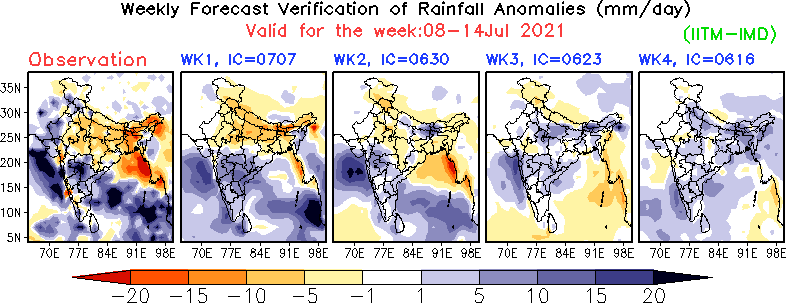 Weekly Forecast Verification of Rainfall Anomalies (mm/day)
Valid for the week:08-14Jul 2021
(IITM-IMD)
Observation WK1, IC=0707 WK2, IC=0630 WK3, IC=0623 WK4, IC=0616
35N
30N
25N
20N
15N
10N
5N
70E 77E 84E 91E 98E 70E 77E 84E 91E 98E 70E 77E 84E 91E 98E 70E 77E 84E 91E 98E 70E 77E 84E 91E 98E
-20 -15 -10 -5 -1 1 5 10 15 20